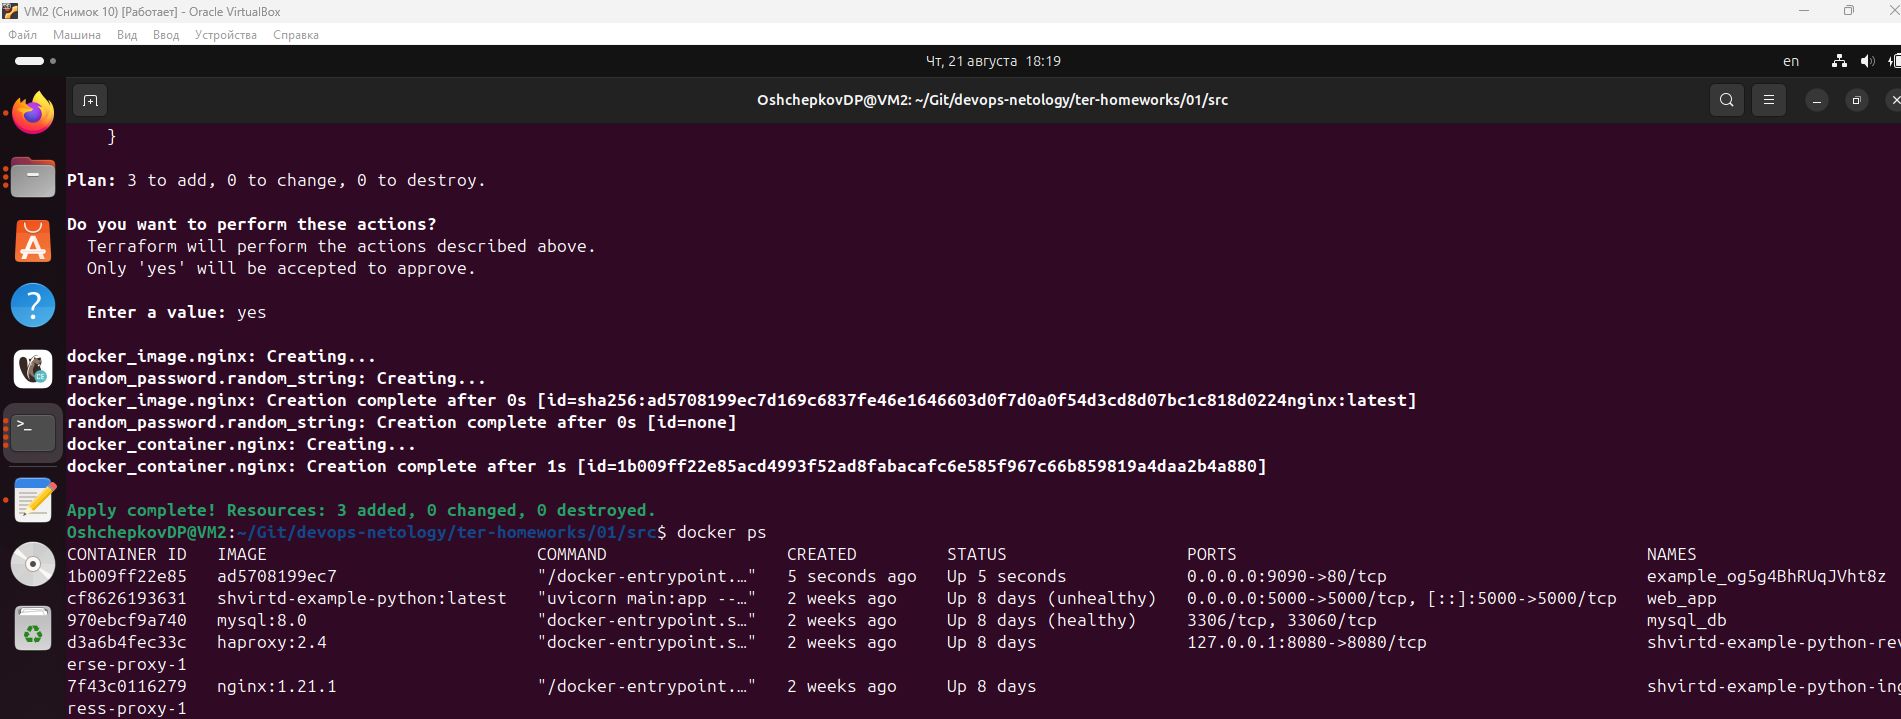 VM2 (Снимок 10) [Работает] - Oracle VirtualBox
Файл Машина Вид Ввод Устройства Справка
Чт, 21 августа 18:19
en
OshchepkovDP@VM2: ~/Git/devops-netology/ter-homeworks/01/src
}
Plan: 3 to add, 0 to change, 0 to destroy.
Do you want to perform these actions?
Terraform will perform the actions described above.
Only 'yes' will be accepted to approve.
Enter a value: yes
docker_image.nginx: Creating...
random_password.random_string: Creating...
docker_image.nginx: Creation complete after 0s [id=sha256:ad5708199ec7d169c6837fe46e1646603d0f7d0a0f54d3cd8d07bc1c818d0224nginx:latest]
random_password.random_string: Creation complete after 0s [id=none]
docker_container.nginx: Creating...
docker_container.nginx: Creation complete after 1s [id=1b009ff22e85acd4993f52ad8fabacafc6e585f967c66b859819a4daa2b4a880]
Apply complete! Resources: 3 added, 0 changed, 0 destroyed.
OshchepkovDP@VM2:~/Git/devops-netology/ter-homeworks/01/src$ docker ps
CONTAINER ID IMAGE COMMAND CREATED STATUS PORTS NAMES
1b009ff22e85 ad5708199ec7 "/docker-entrypoint.…" 5 seconds ago Up 5 seconds 0.0.0.0:9090->80/tcp example_og5g4BhRUqJVht8z
cf8626193631 shvirtd-example-python:latest "uvicorn main:app --…" 2 weeks ago Up 8 days (unhealthy) 0.0.0.0:5000->5000/tcp, [::]:5000->5000/tcp web_app
970ebcf9a740 mysql:8.0 "docker-entrypoint.s…" 2 weeks ago Up 8 days (healthy) 3306/tcp, 33060/tcp mysql_db
d3a6b4fec33c haproxy:2.4 "docker-entrypoint.s…" 2 weeks ago Up 8 days 127.0.0.1:8080->8080/tcp shvirtd-example-python-rev
erse-proxy-1
7f43c0116279 nginx:1.21.1 "/docker-entrypoint.…" 2 weeks ago Up 8 days shvirtd-example-python-ing
ress-proxy-1